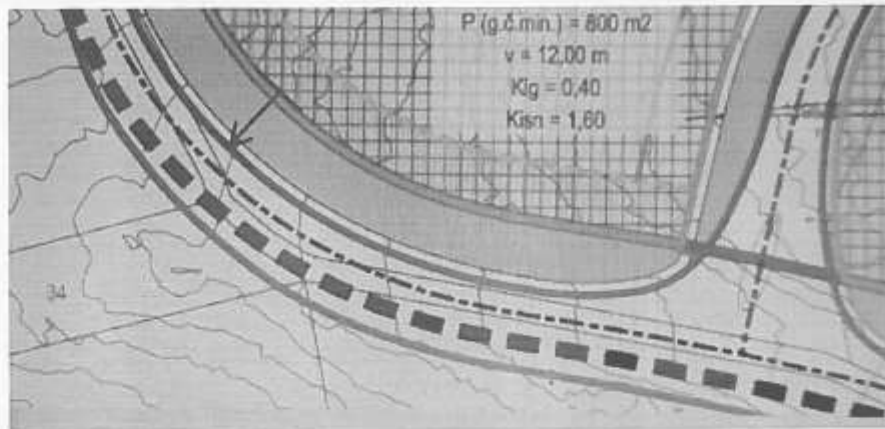 P (g.č.min.) = 800 m2
v = 12,00 m
Kig = 0,40
Kisn = 1,60
34